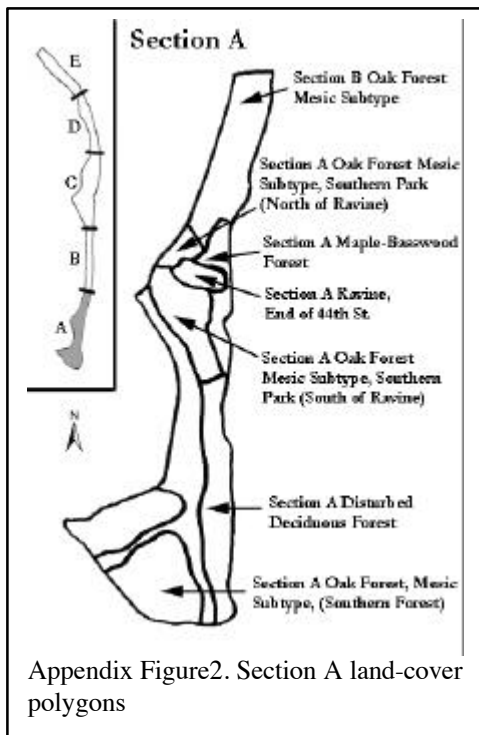 Section A
E
D
C
B
A
N
Section B Oak Forest
Mesic Subtype
Section A Oak Forest Mesic
Subtype, Southern Park
(North of Ravine)
Section A Maple-Basswood
Forest
Section A Ravine,
End of 44th St.
Section A Oak Forest
Mesic Subtype, Southern
Park (South of Ravine)
Section A Disturbed
Deciduous Forest
Section A Oak Forest, Mesic
Subtype, (Southern Forest)
Appendix Figure2. Section A land-cover
polygons